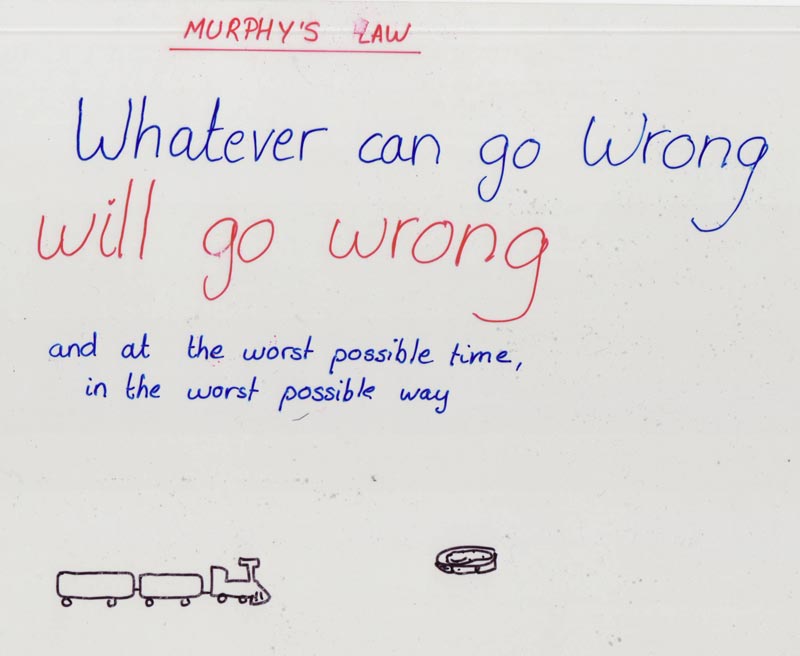 MURPHY'S LAW
Whatever can go wrong
will go wrong
and at the worst possible time,
in the worst possible way